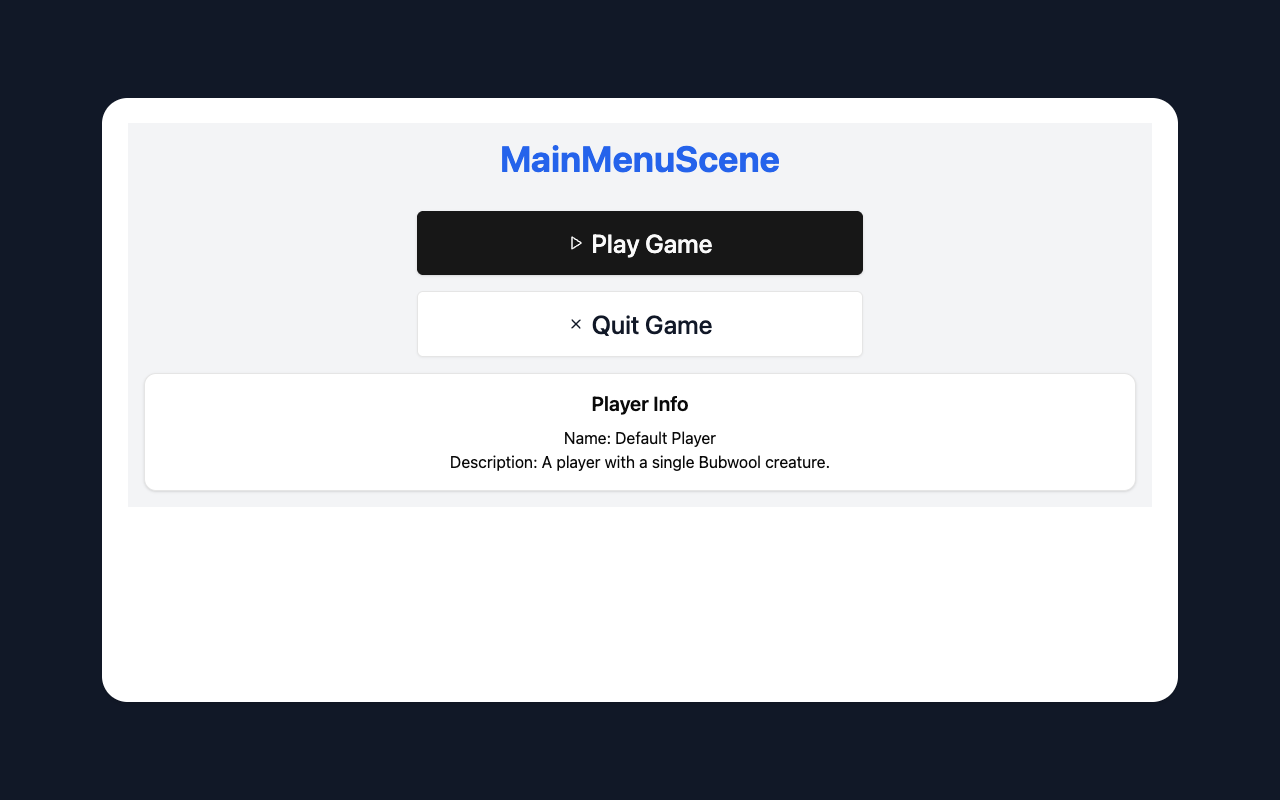 MainMenuScene
Play Game
Quit Game
Player Info
Name: Default Player
Description: A player with a single Bubwool creature.